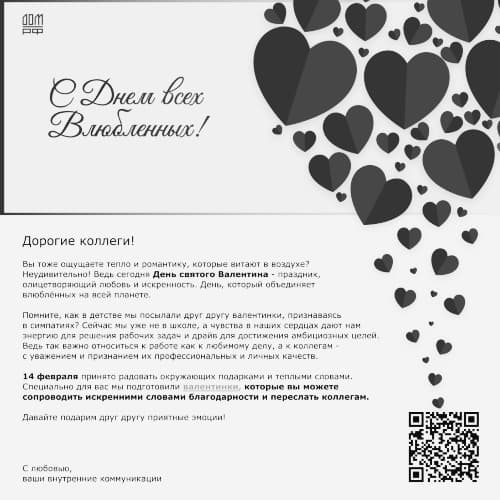 ДОМ
РФ
С Днем всех
Влюбленных!
Дорогие коллеги!
Вы тоже ощущаете тепло и романтику, которые витают в воздухе?
Неудивительно! Ведь сегодня День святого Валентина - праздник,
олицетворяющий любовь и искренность. День, который объединяет
влюблённых на всей планете.
Помните, как в детстве мы посылали друг другу валентинки, признаваясь
в симпатиях? Сейчас мы уже не в школе, а чувства в наших сердцах дают нам
энергию для решения рабочих задач и драйв для достижения амбициозных целей.
Ведь так важно относиться к работе как к любимому делу, а к коллегам -
с уважением и признанием их профессиональных и личных качеств.
14 февраля принято радовать окружающих подарками и теплыми словами.
Специально для вас мы подготовили валентинки, которые вы можете
сопроводить искренними словами благодарности и переслать коллегам.
Давайте подарим друг другу приятные эмоции!
С любовью,
ваши внутренние коммуникации